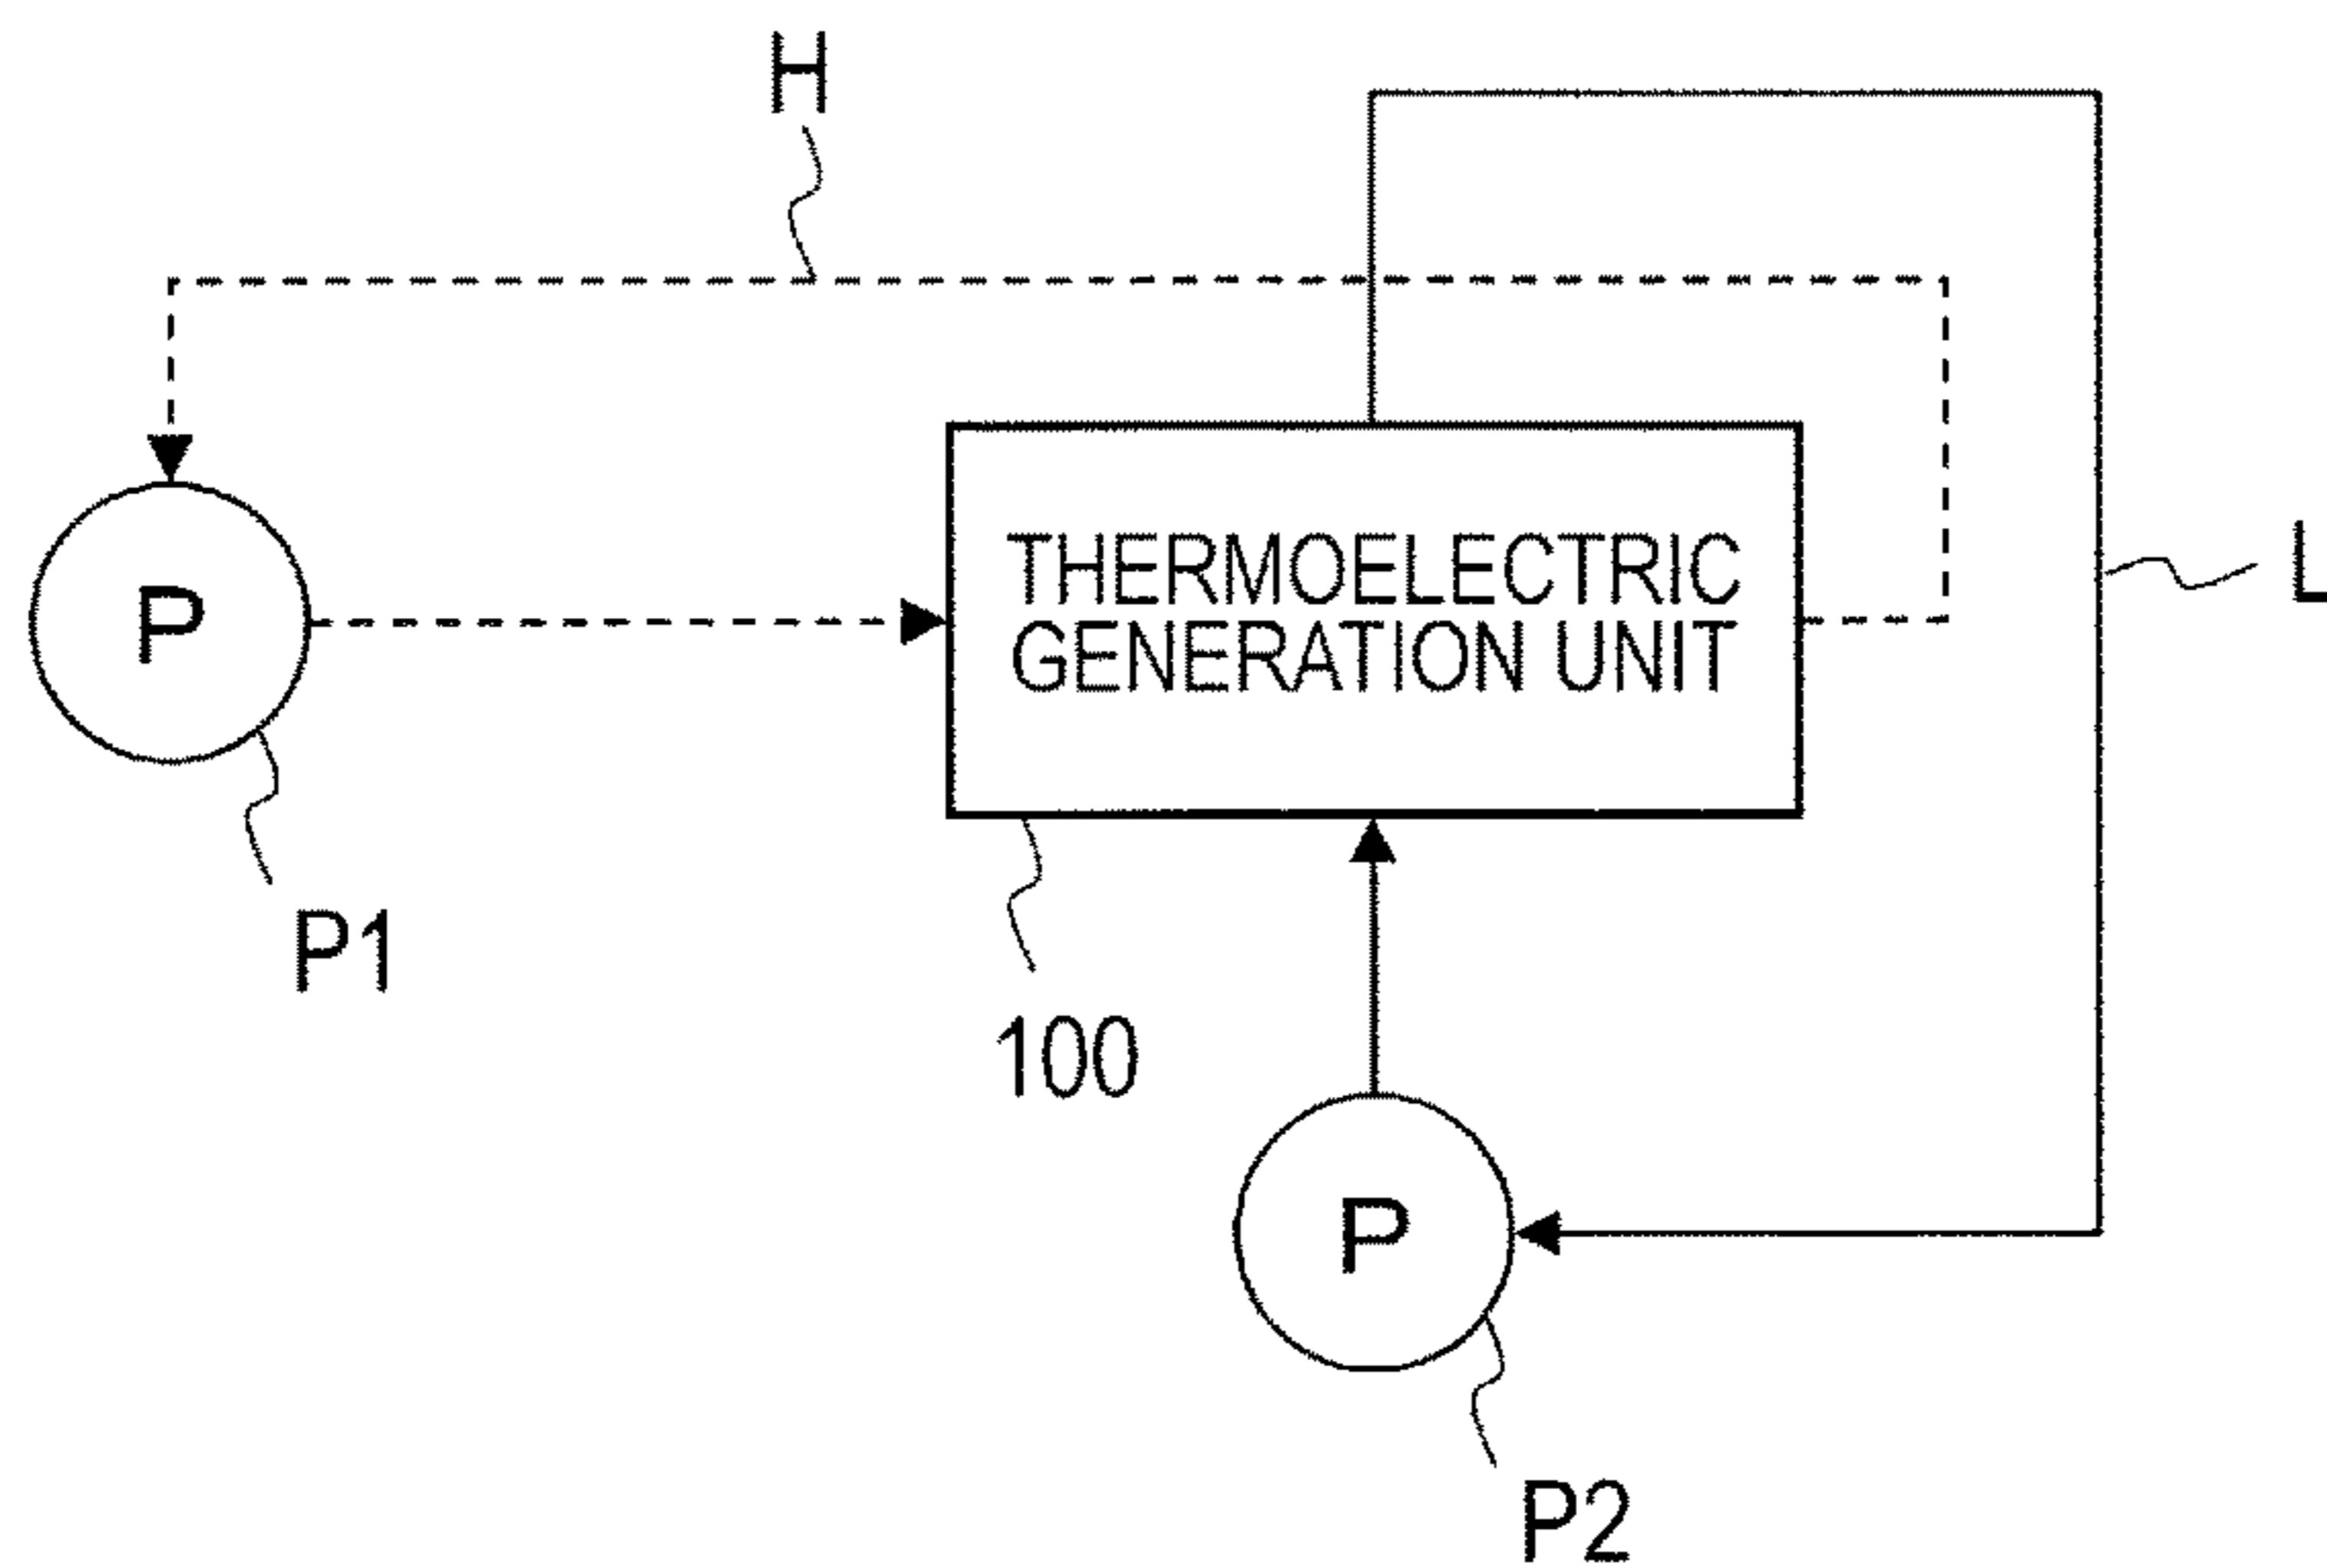 H
P
THERMOELECTRIC
GENERATION UNIT
L
P1
100
P
P2